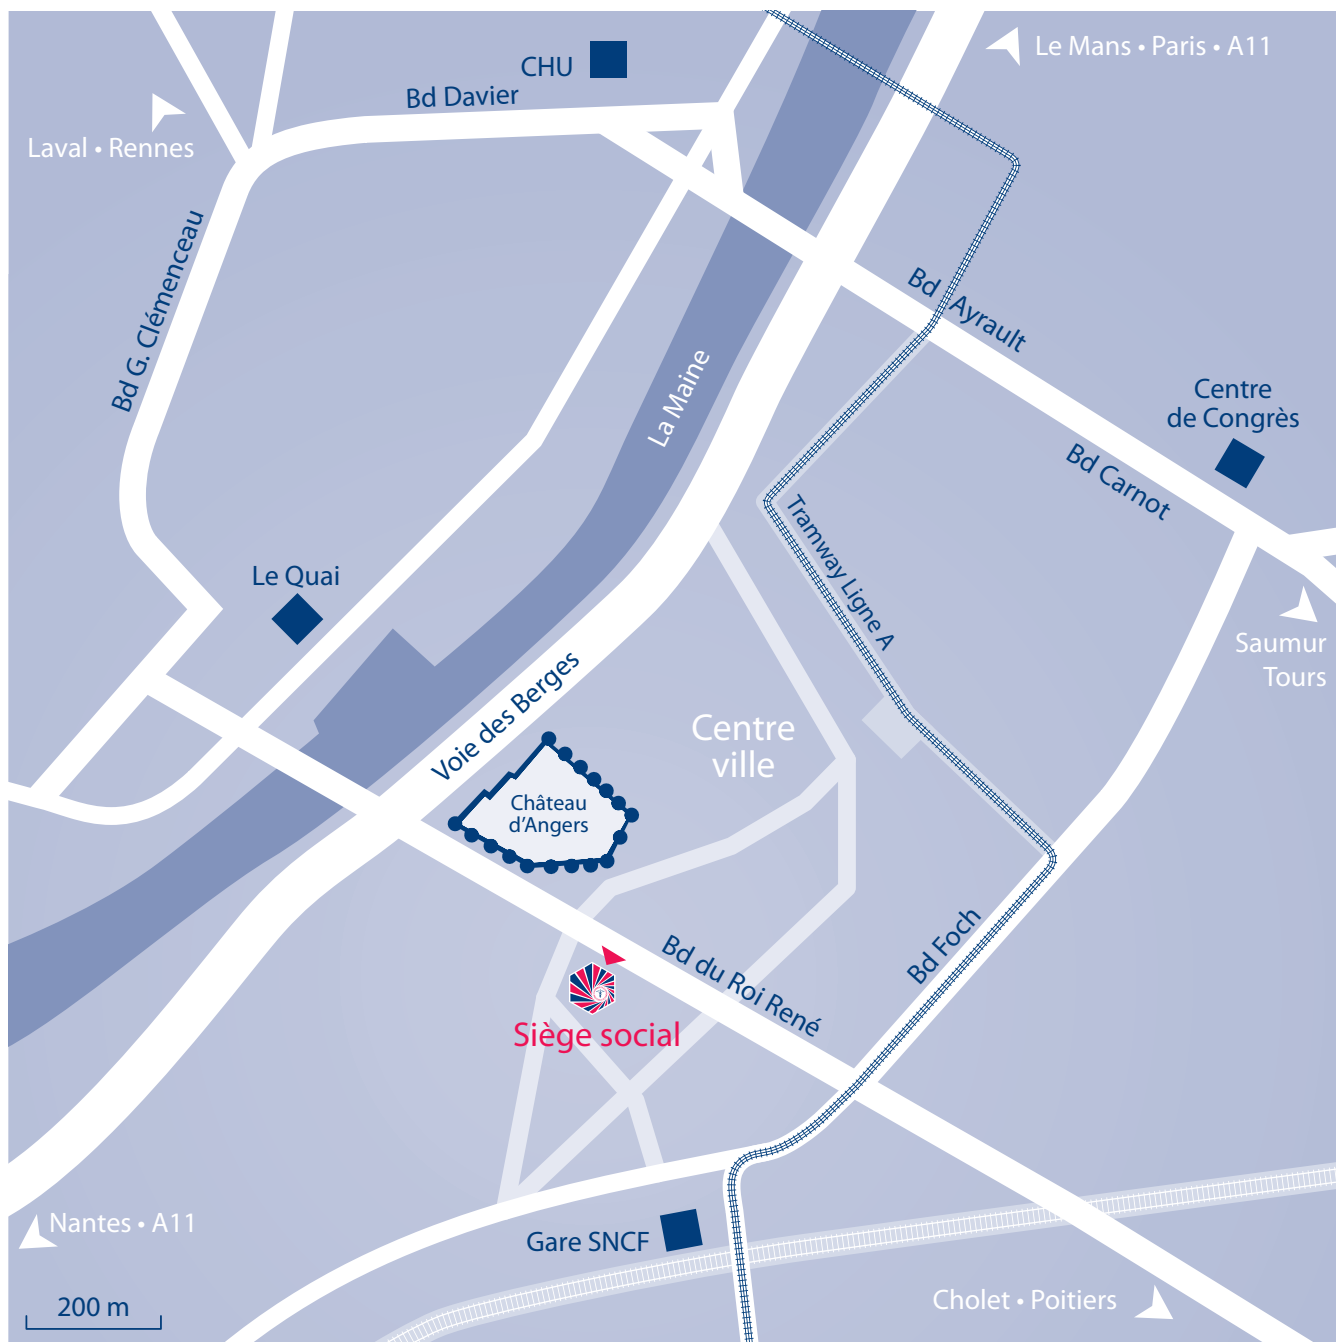 Le Mans • Paris • A11
CHU
Bd Davier
Laval • Rennes
Bd G. Clémenceau
Bd Ayrault
La Maine
Centre
de Congrès
Bd Carnot
Tramway Ligne A
Le Quai
Saumur
Tours
Voie des Berges
Centre
ville
Château
d'Angers
Bd Foch
Bd du Roi René
Siège social
Nantes • A11
Gare SNCF
Cholet • Poitiers
200 m